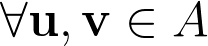 ∀𝐮, 𝐯 ∈ A